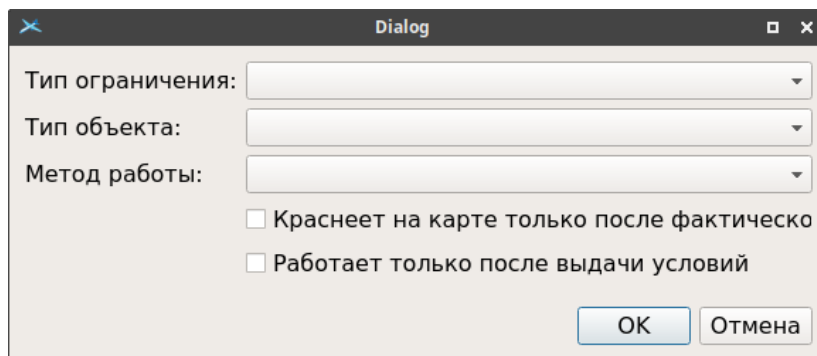 Dialog
Тип ограничения:
Тип объекта:
Метод работы:
Краснеет на карте только после фактическо
Работает только после выдачи условий
OK Отмена